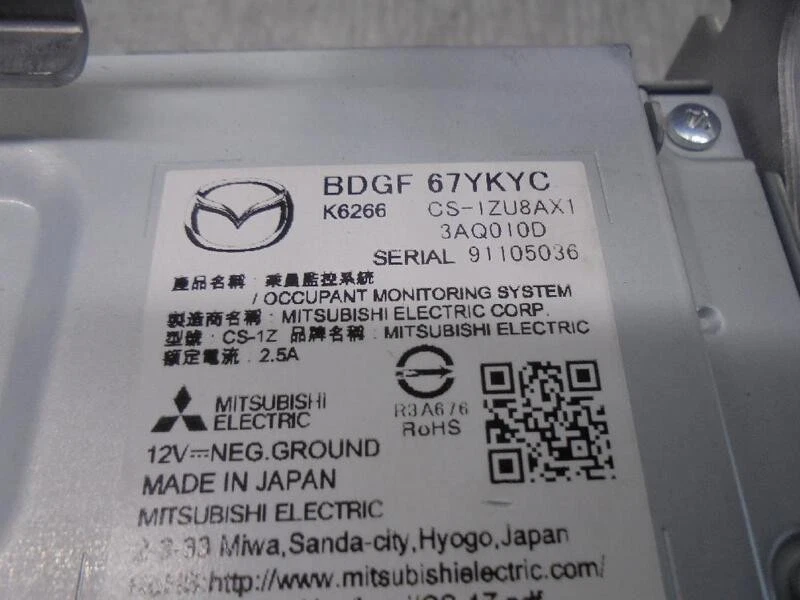 BDGF 67YKYC
K6266 CS-1ZU8AX1
3AQ010D
SERIAL 91105036
產品名稱：乘員監控系統
/ OCCUPANT MONITORING SYSTEM
製造商名稱：MITSUBISHI ELECTRIC CORP.
型號：CS-1Z 品牌名稱：MITSUBISHI ELECTRIC
額定電流：2.5A
MITSUBISHI
ELECTRIC
R3A676
RoHS
12V⎓NEG.GROUND
MADE IN JAPAN
MITSUBISHI ELECTRIC
2-3-33 Miwa,Sanda-city,Hyogo,Japan
http://www.mitsubishielectric.com/